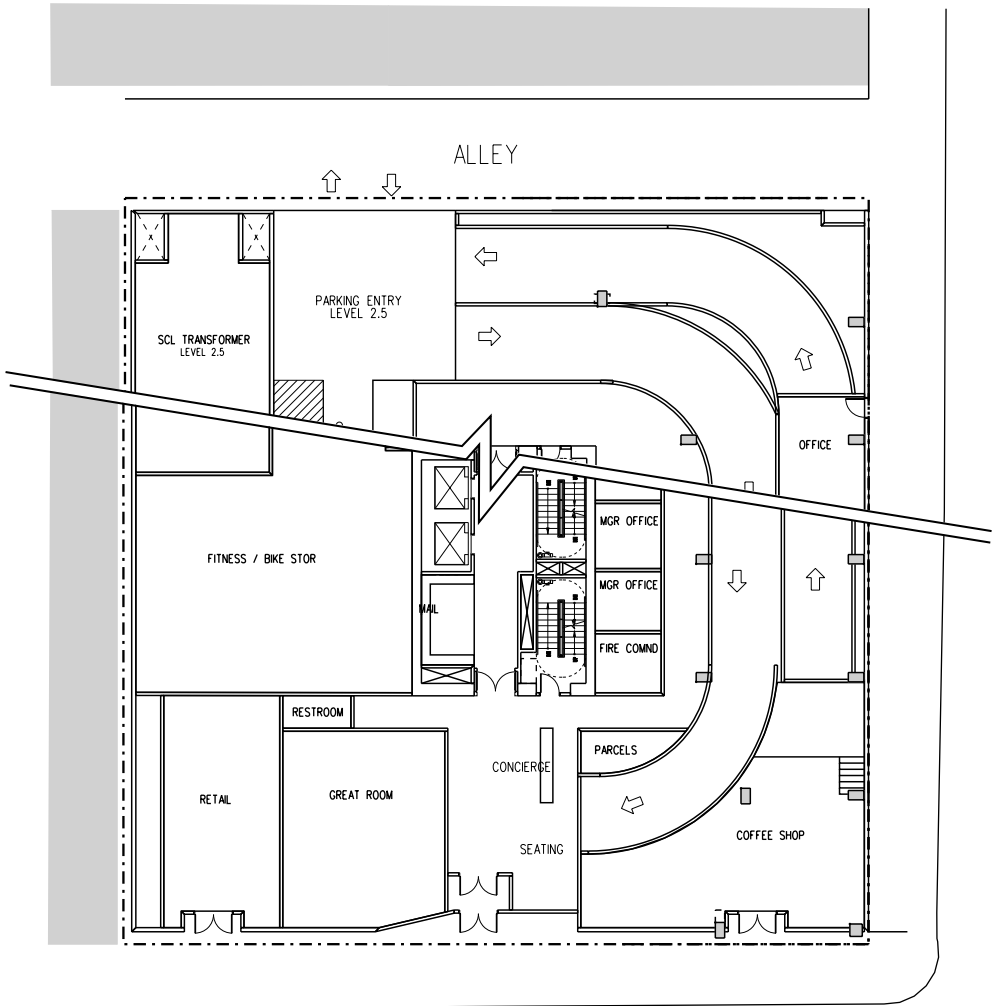 ALLEY
PARKING ENTRY
LEVEL 2.5
SCL TRANSFORMER
LEVEL 2.5
OFFICE
MGR OFFICE
FITNESS / BIKE STOR
MGR OFFICE
MAIL
FIRE COMND
RESTROOM
PARCELS
CONCIERGE
RETAIL
GREAT ROOM
COFFEE SHOP
SEATING